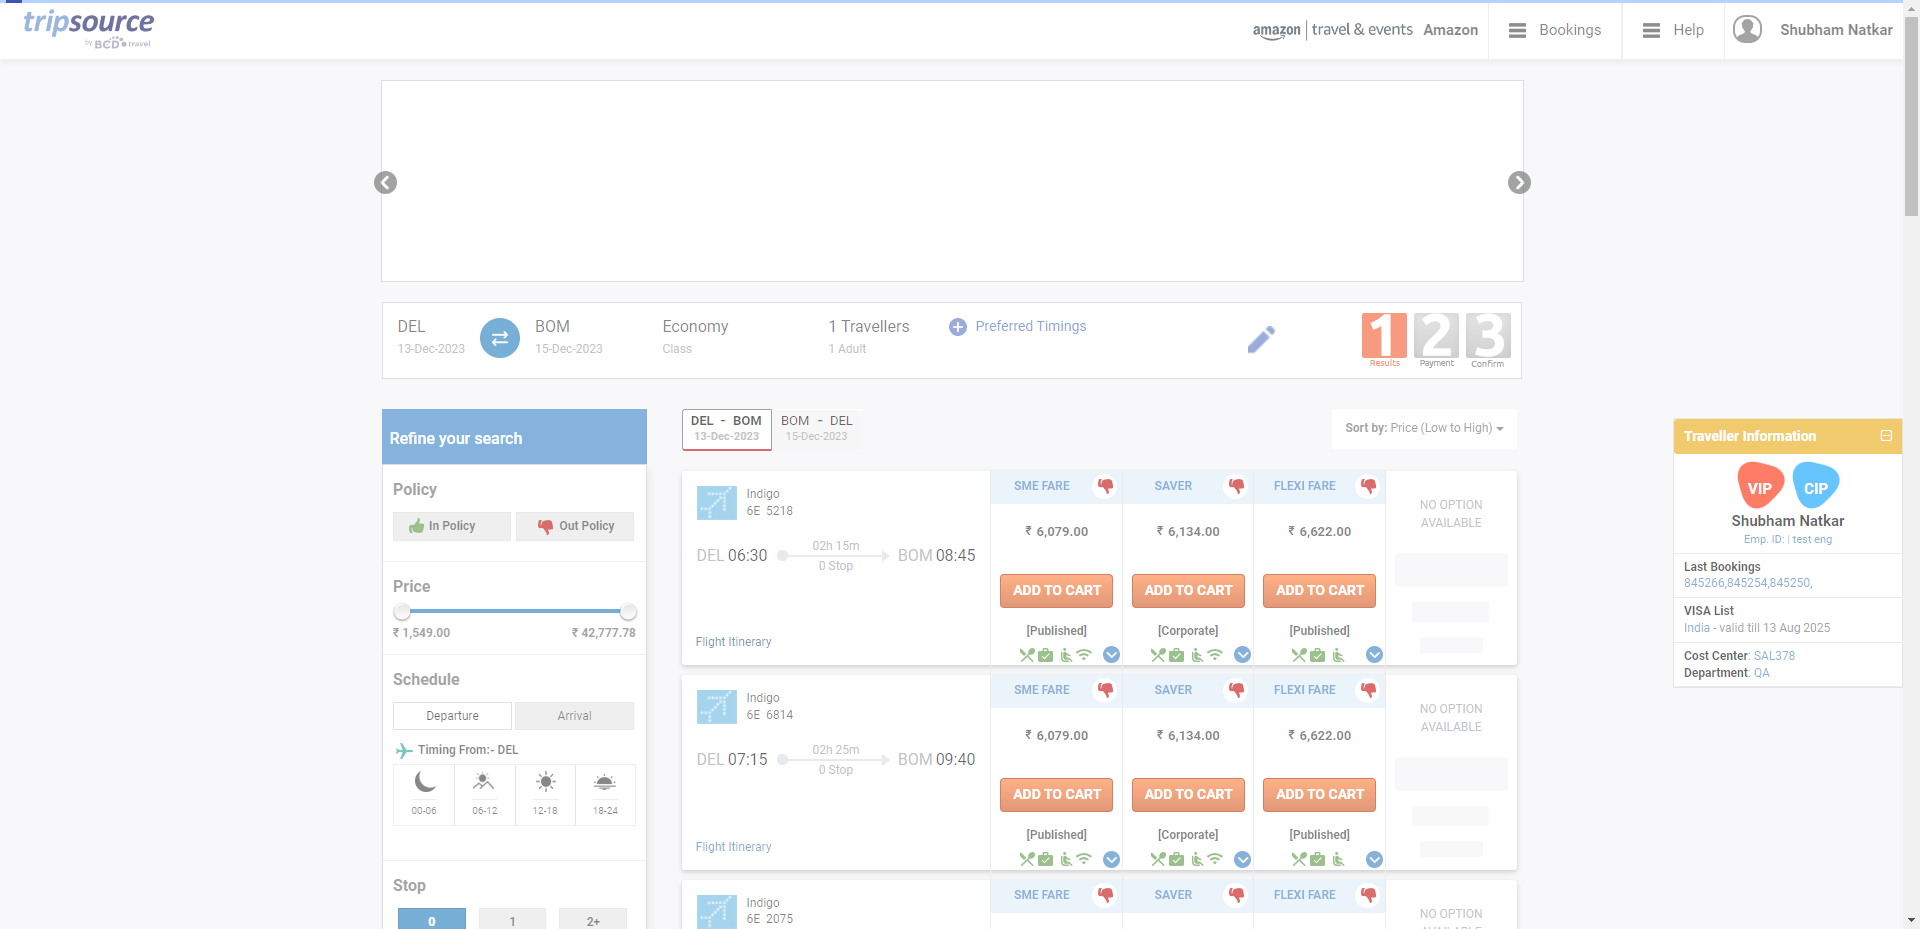 tripsource
by BCD travel
amazon | travel & events Amazon
Bookings
Help
Shubham Natkar
DEL
13-Dec-2023
BOM
15-Dec-2023
Economy
Class
1 Travellers
1 Adult
Preferred Timings
1
Results
2
Payment
3
Confirm
Refine your search
Policy
In Policy
Out Policy
Price
₹ 1,549.00
₹ 42,777.78
Schedule
Departure
Arrival
Timing From:- DEL
00-06
06-12
12-18
18-24
Stop
0
1
2+
DEL - BOM
13-Dec-2023
BOM - DEL
15-Dec-2023
Sort by: Price (Low to High)
Indigo
6E 5218
DEL 06:30
02h 15m
0 Stop
BOM 08:45
Flight Itinerary
SME FARE
₹ 6,079.00
ADD TO CART
[Published]
SAVER
₹ 6,134.00
ADD TO CART
[Corporate]
FLEXI FARE
₹ 6,622.00
ADD TO CART
[Published]
NO OPTION
AVAILABLE
Indigo
6E 6814
DEL 07:15
02h 25m
0 Stop
BOM 09:40
Flight Itinerary
SME FARE
₹ 6,079.00
ADD TO CART
[Published]
SAVER
₹ 6,134.00
ADD TO CART
[Corporate]
FLEXI FARE
₹ 6,622.00
ADD TO CART
[Published]
NO OPTION
AVAILABLE
Indigo
6E 2075
SME FARE
SAVER
FLEXI FARE
NO OPTION
AVAILABLE
Traveller Information
VIP
CIP
Shubham Natkar
Emp. ID: | test eng
Last Bookings
845266,845254,845250,
VISA List
India - valid till 13 Aug 2025
Cost Center: SAL378
Department: QA